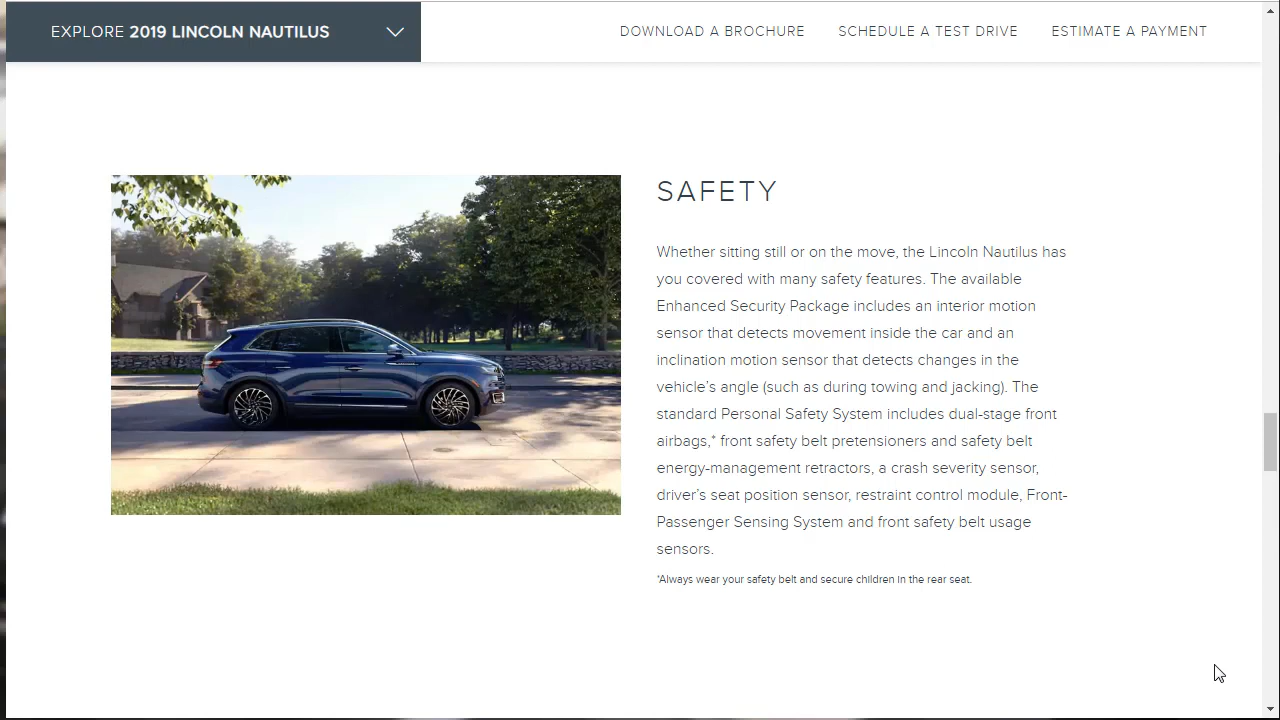 EXPLORE 2019 LINCOLN NAUTILUS
DOWNLOAD A BROCHURE
SCHEDULE A TEST DRIVE
ESTIMATE A PAYMENT
SAFETY
Whether sitting still or on the move, the Lincoln Nautilus has
you covered with many safety features. The available
Enhanced Security Package includes an interior motion
sensor that detects movement inside the car and an
inclination motion sensor that detects changes in the
vehicle's angle (such as during towing and jacking). The
standard Personal Safety System includes dual-stage front
airbags,* front safety belt pretensioners and safety belt
energy-management retractors, a crash severity sensor,
driver's seat position sensor, restraint control module, Front-
Passenger Sensing System and front safety belt usage
sensors.
*Always wear your safety belt and secure children in the rear seat.